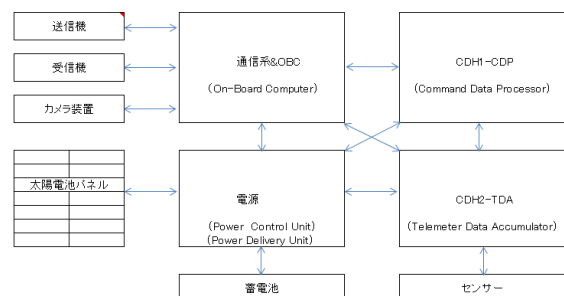 送信機
受信機
カメラ装置
通信系&OBC
(On-Board Computer)
CDH1-CDP
(Command Data Processor)
太陽電池パネル
電源
(Power Control Unit)
(Power Delivery Unit)
CDH2-TDA
(Telemeter Data Accumulator)
蓄電池
センサー